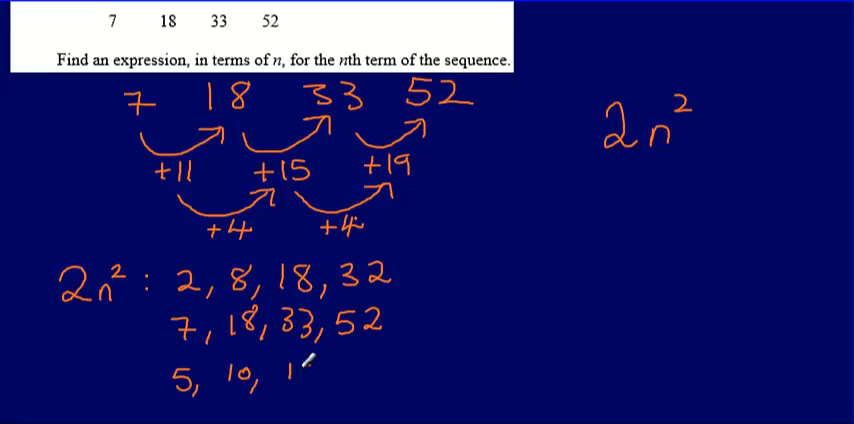 7 18 33 52
Find an expression, in terms of n, for the nth term of the sequence.
7 18 33 52
2n²
+11 +15 +19
+4 +4
2n² : 2, 8, 18, 32
7, 18, 33, 52
5, 10, 1